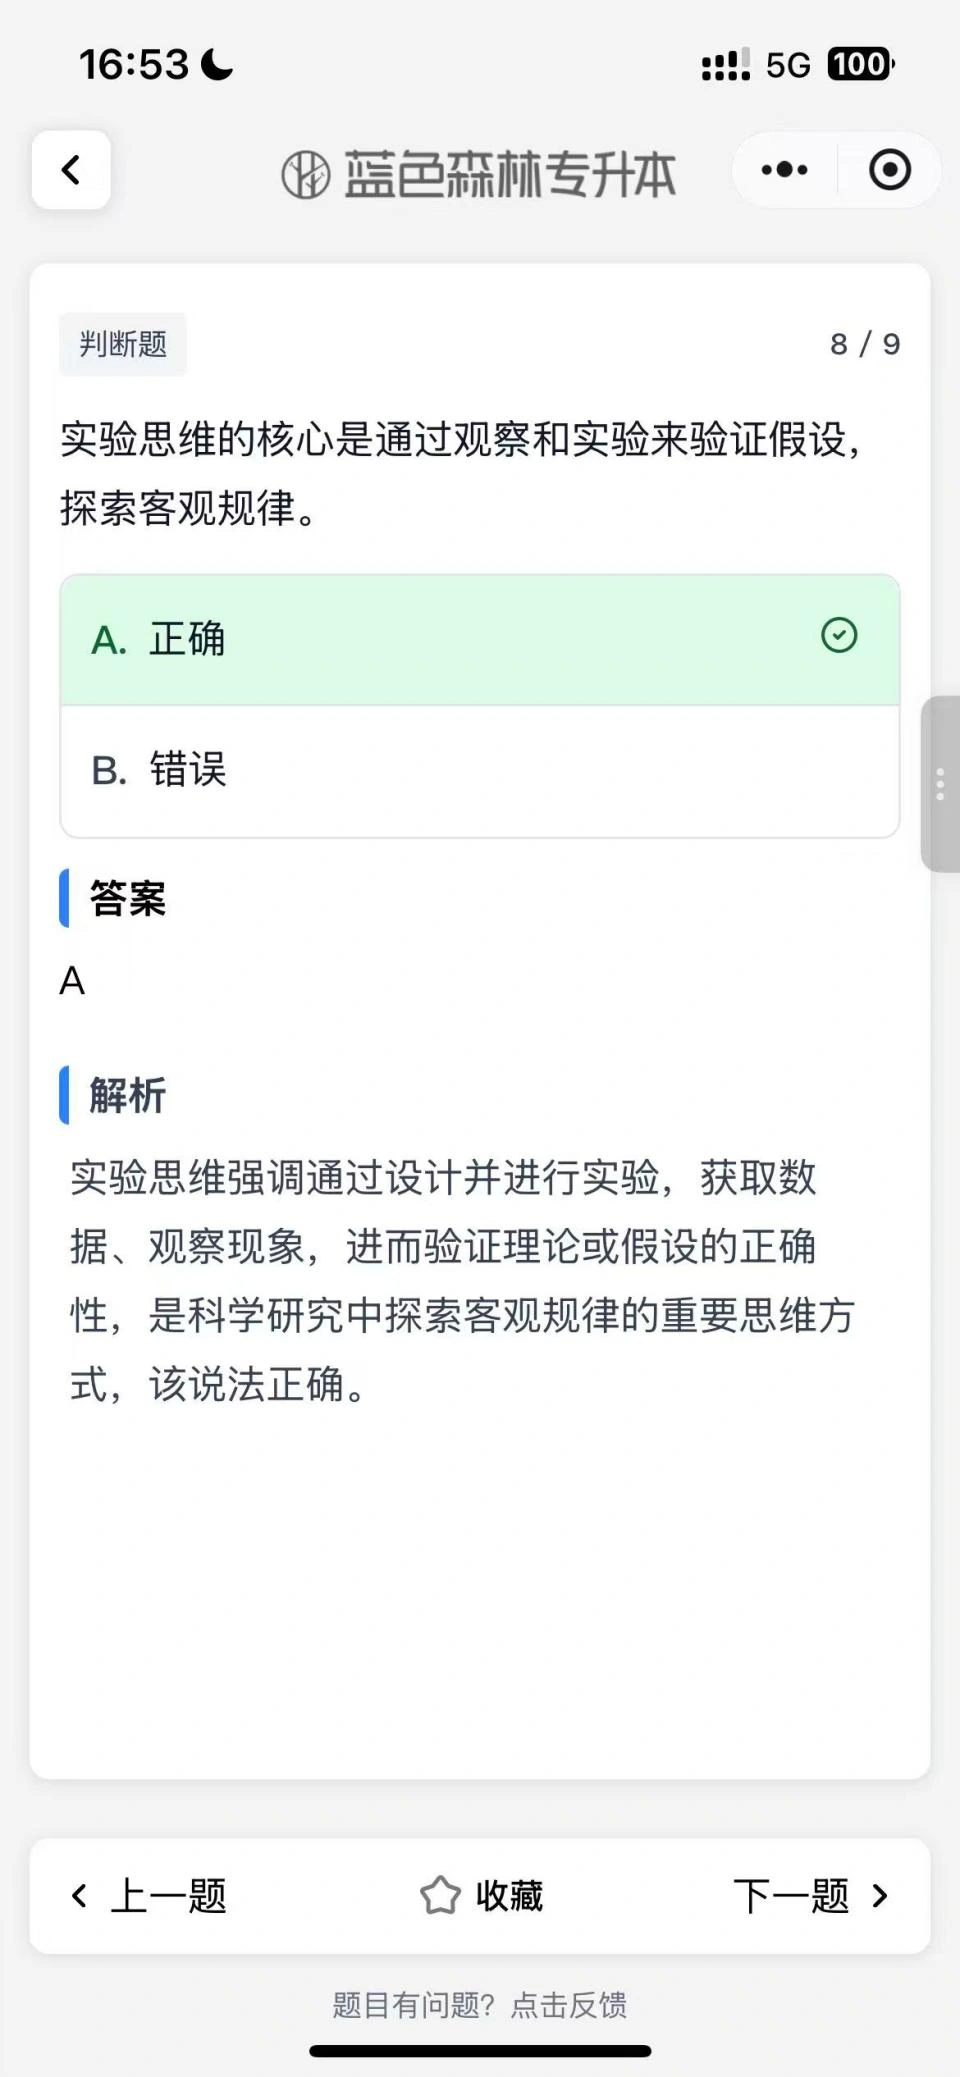 16:53
5G 100
蓝色森林专升本
判断题
8 / 9
实验思维的核心是通过观察和实验来验证假设，
探索客观规律。
A. 正确
B. 错误
答案
A
解析
实验思维强调通过设计并进行实验，获取数
据、观察现象，进而验证理论或假设的正确
性，是科学研究中探索客观规律的重要思维方
式，该说法正确。
上一题
收藏
下一题
题目有问题？点击反馈